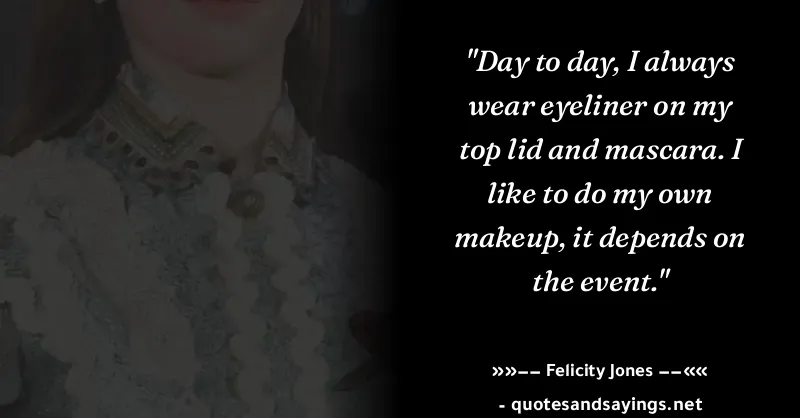 "Day to day, I always
wear eyeliner on my
top lid and mascara. I
like to do my own
makeup, it depends on
the event."
»»−− Felicity Jones −−««
- quotesandsayings.net